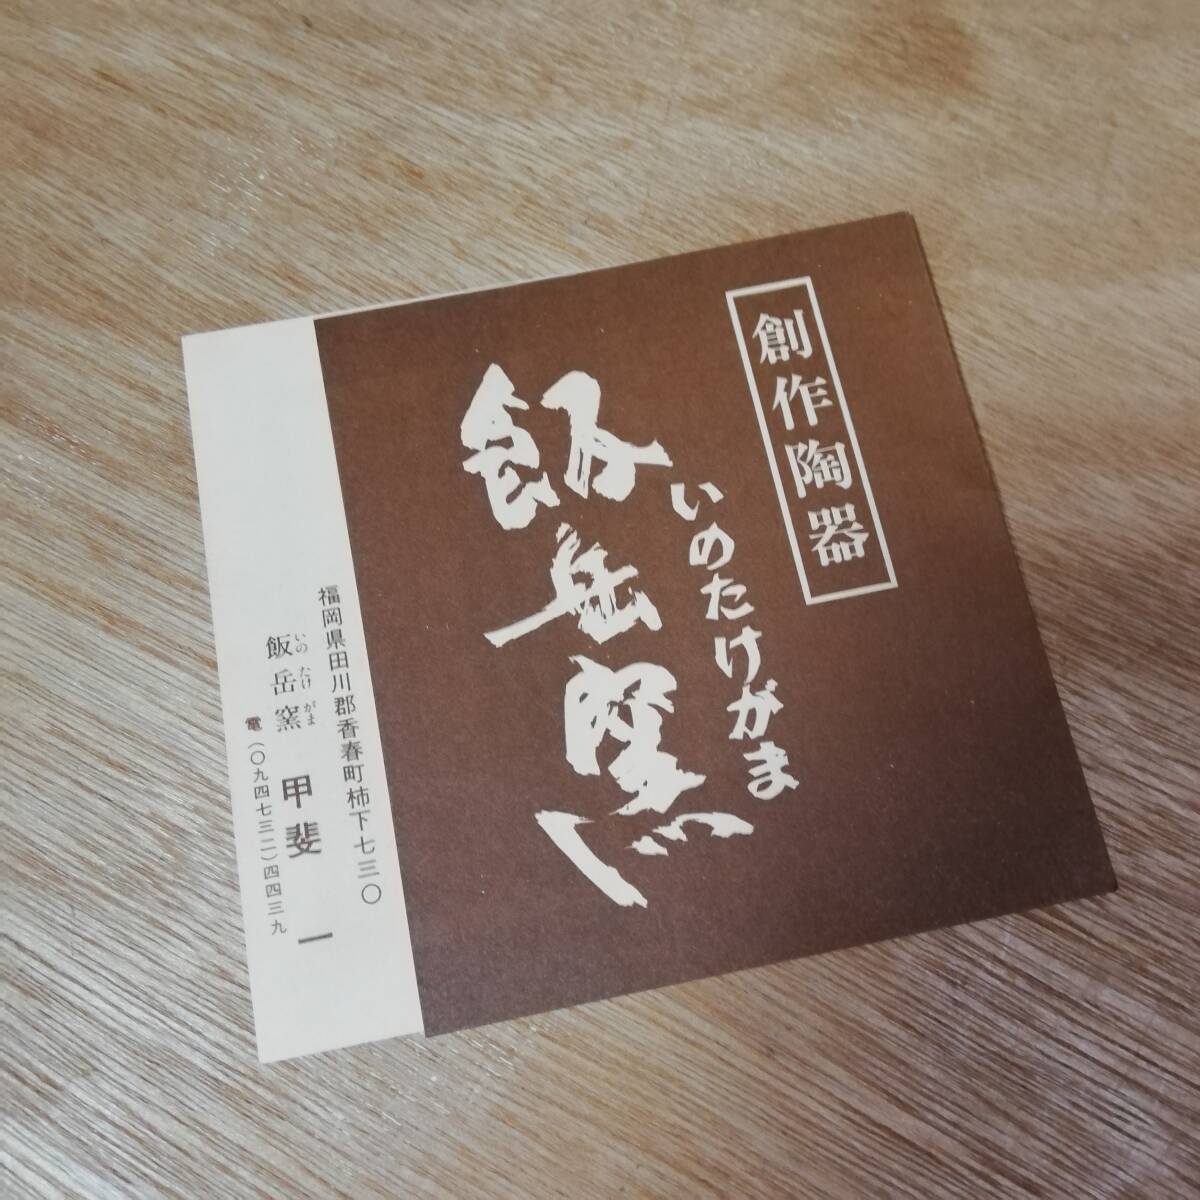 創作陶器
いのたけがま
飯岳窯
福岡県田川郡香春町柿下七三〇
いの たけ がま
飯岳窯 甲斐 一
電(〇九四七三二)四四三九